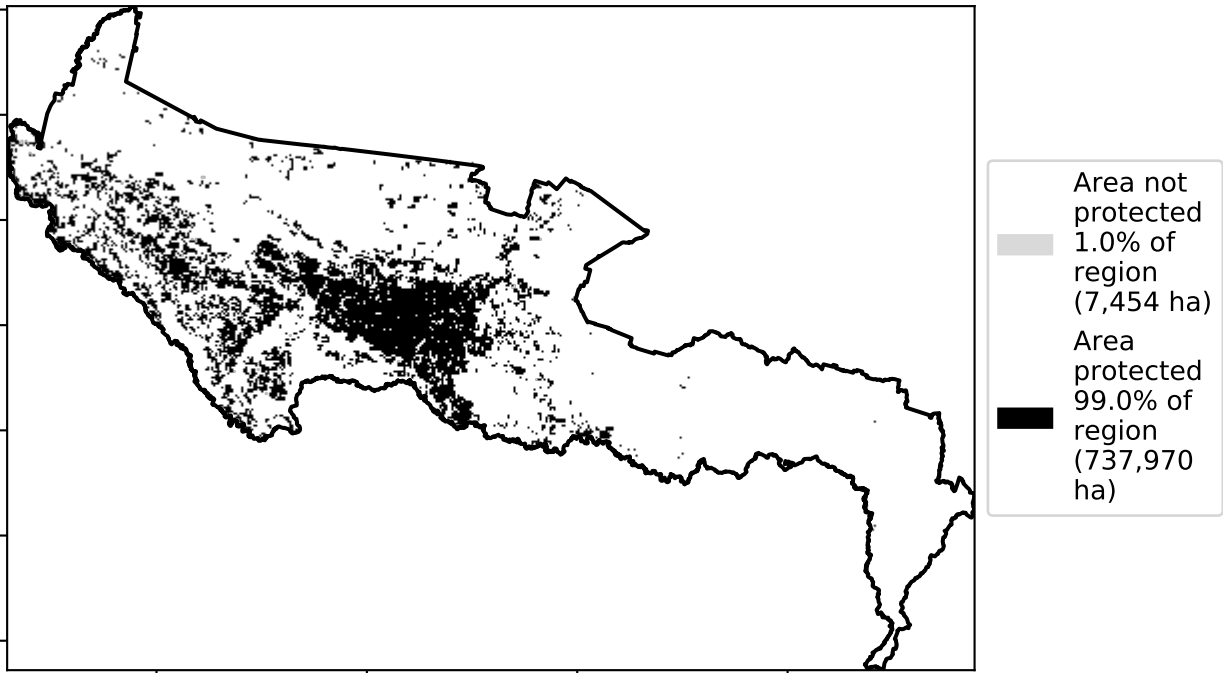 Area not
protected
1.0% of
region
(7,454 ha)
Area
protected
99.0% of
region
(737,970
ha)